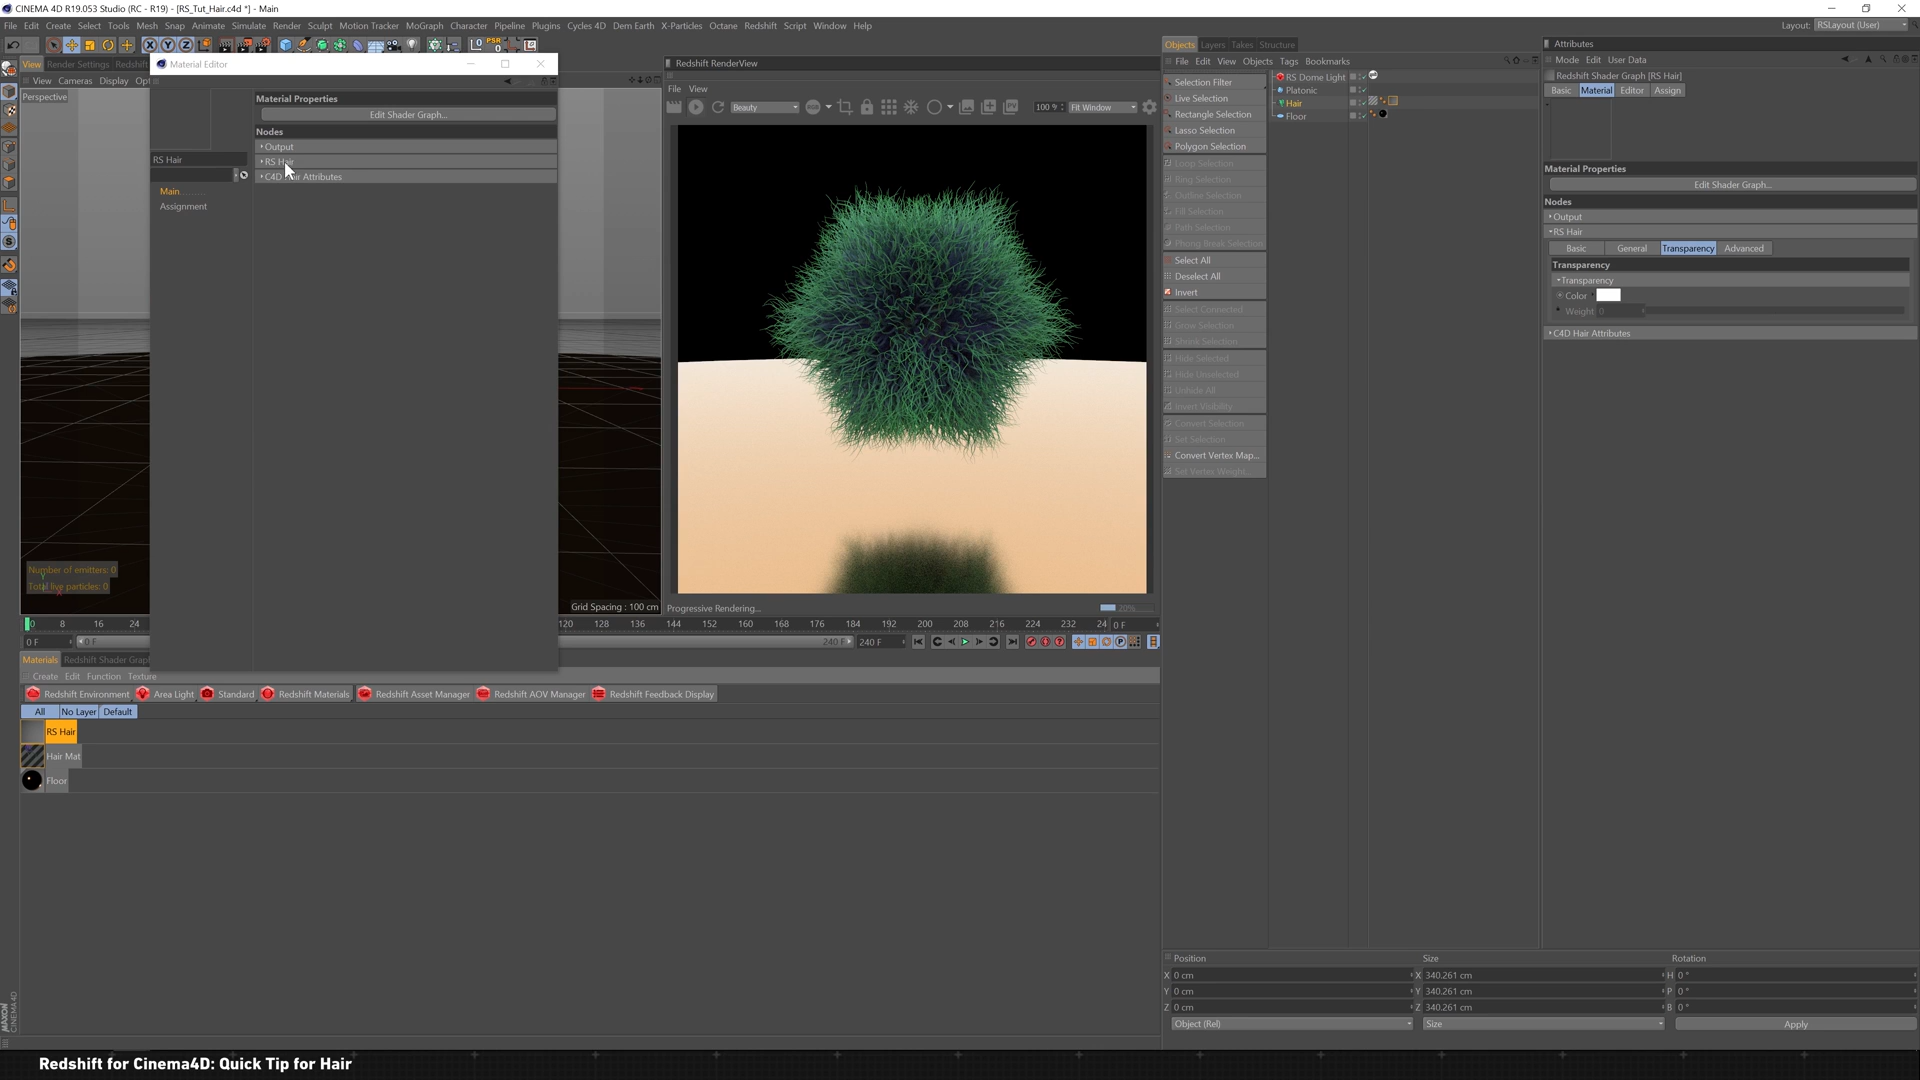 CINEMA 4D R19.053 Studio (RC - R19) - [RS_Tut_Hair.c4d *] - Main
File Edit Create Select Tools Mesh Snap Animate Simulate Render Sculpt Motion Tracker MoGraph Character Pipeline Plugins Cycles 4D Dem Earth X-Particles Octane Redshift Script Window Help
Layout: RSLayout (User)
View Render Settings Redshift
View Cameras Display
Perspective
Material Editor
RS Hair
Main
Assignment
Material Properties
Edit Shader Graph...
Nodes
Output
RS Hair
C4D Hair Attributes
Number of emitters: 0
Total live particles: 0
Grid Spacing : 100 cm
Redshift RenderView
File View
Beauty
100 %
Fit Window
Progressive Rendering...
20%
Objects Layers Takes Structure
File Edit View Objects Tags Bookmarks
Selection Filter
Live Selection
Rectangle Selection
Lasso Selection
Polygon Selection
Loop Selection
Ring Selection
Outline Selection
Fill Selection
Path Selection
Phong Break Selection
Select All
Deselect All
Invert
Select Connected
Grow Selection
Shrink Selection
Hide Selected
Hide Unselected
Unhide All
Invert Visibility
Convert Selection
Set Selection
Convert Vertex Map...
Set Vertex Weight...
RS Dome Light
Platonic
Hair
Floor
Attributes
Mode Edit User Data
Redshift Shader Graph [RS Hair]
Basic Material Editor Assign
Material Properties
Edit Shader Graph...
Nodes
Output
RS Hair
Basic General Transparency Advanced
Transparency
Transparency
Color
Weight 0
C4D Hair Attributes
0 8 16 24 120 128 136 144 152 160 168 176 184 192 200 208 216 224 232 24 0 F
0 F 0 F 240 F 240 F
Materials Redshift Shader Grap
Create Edit Function Texture
Redshift Environment Area Light Standard Redshift Materials Redshift Asset Manager Redshift AOV Manager Redshift Feedback Display
All No Layer Default
RS Hair
Hair Mat
Floor
Position Size Rotation
X 0 cm X 340.261 cm H 0 °
Y 0 cm Y 340.261 cm P 0 °
Z 0 cm Z 340.261 cm B 0 °
Object (Rel) Size Apply
MAXON CINEMA 4D
Redshift for Cinema4D: Quick Tip for Hair